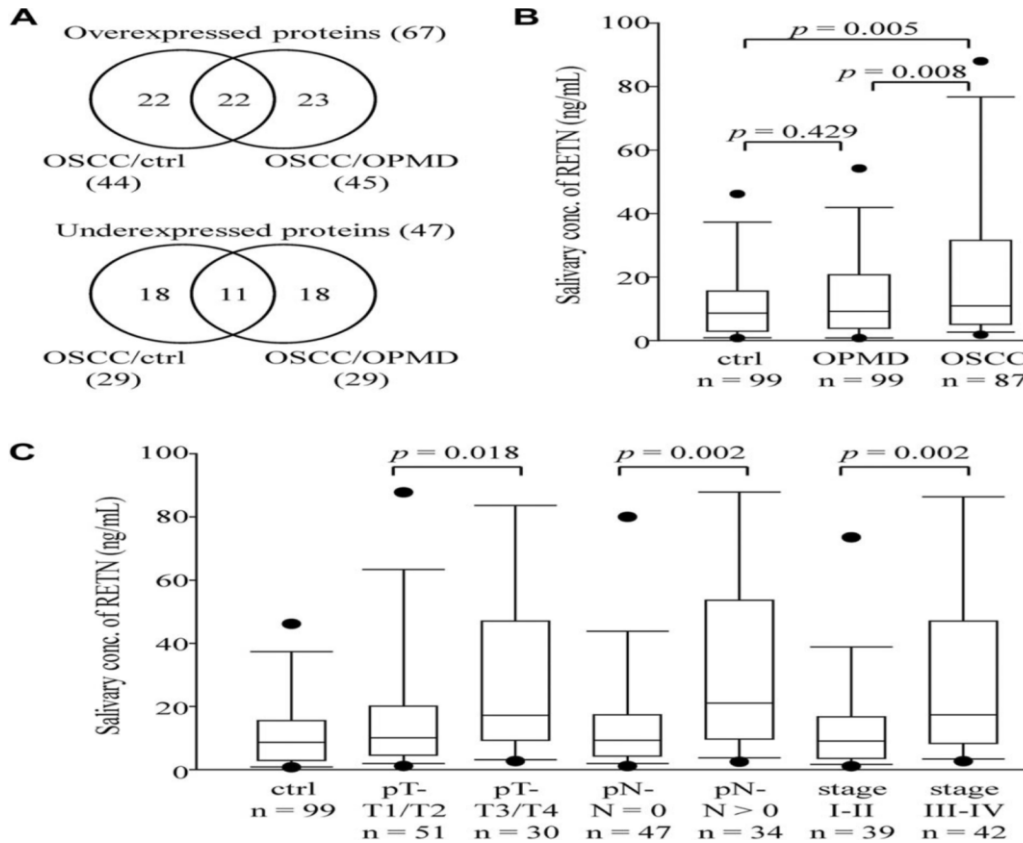 A
Overexpressed proteins (67)
22 22 23
OSCC/ctrl OSCC/OPMD
(44) (45)
Underexpressed proteins (47)
18 11 18
OSCC/ctrl OSCC/OPMD
(29) (29)
B
Salivary conc. of RETN (ng/mL)
100
80
60
40
20
0
p = 0.005
p = 0.008
p = 0.429
ctrl OPMD OSCC
n = 99 n = 99 n = 87
C
Salivary conc. of RETN (ng/mL)
100
80
60
40
20
0
p = 0.018 p = 0.002 p = 0.002
ctrl pT- pT- pN- pN- stage stage
n = 99 T1/T2 T3/T4 N = 0 N > 0 I-II III-IV
n = 51 n = 30 n = 47 n = 34 n = 39 n = 42